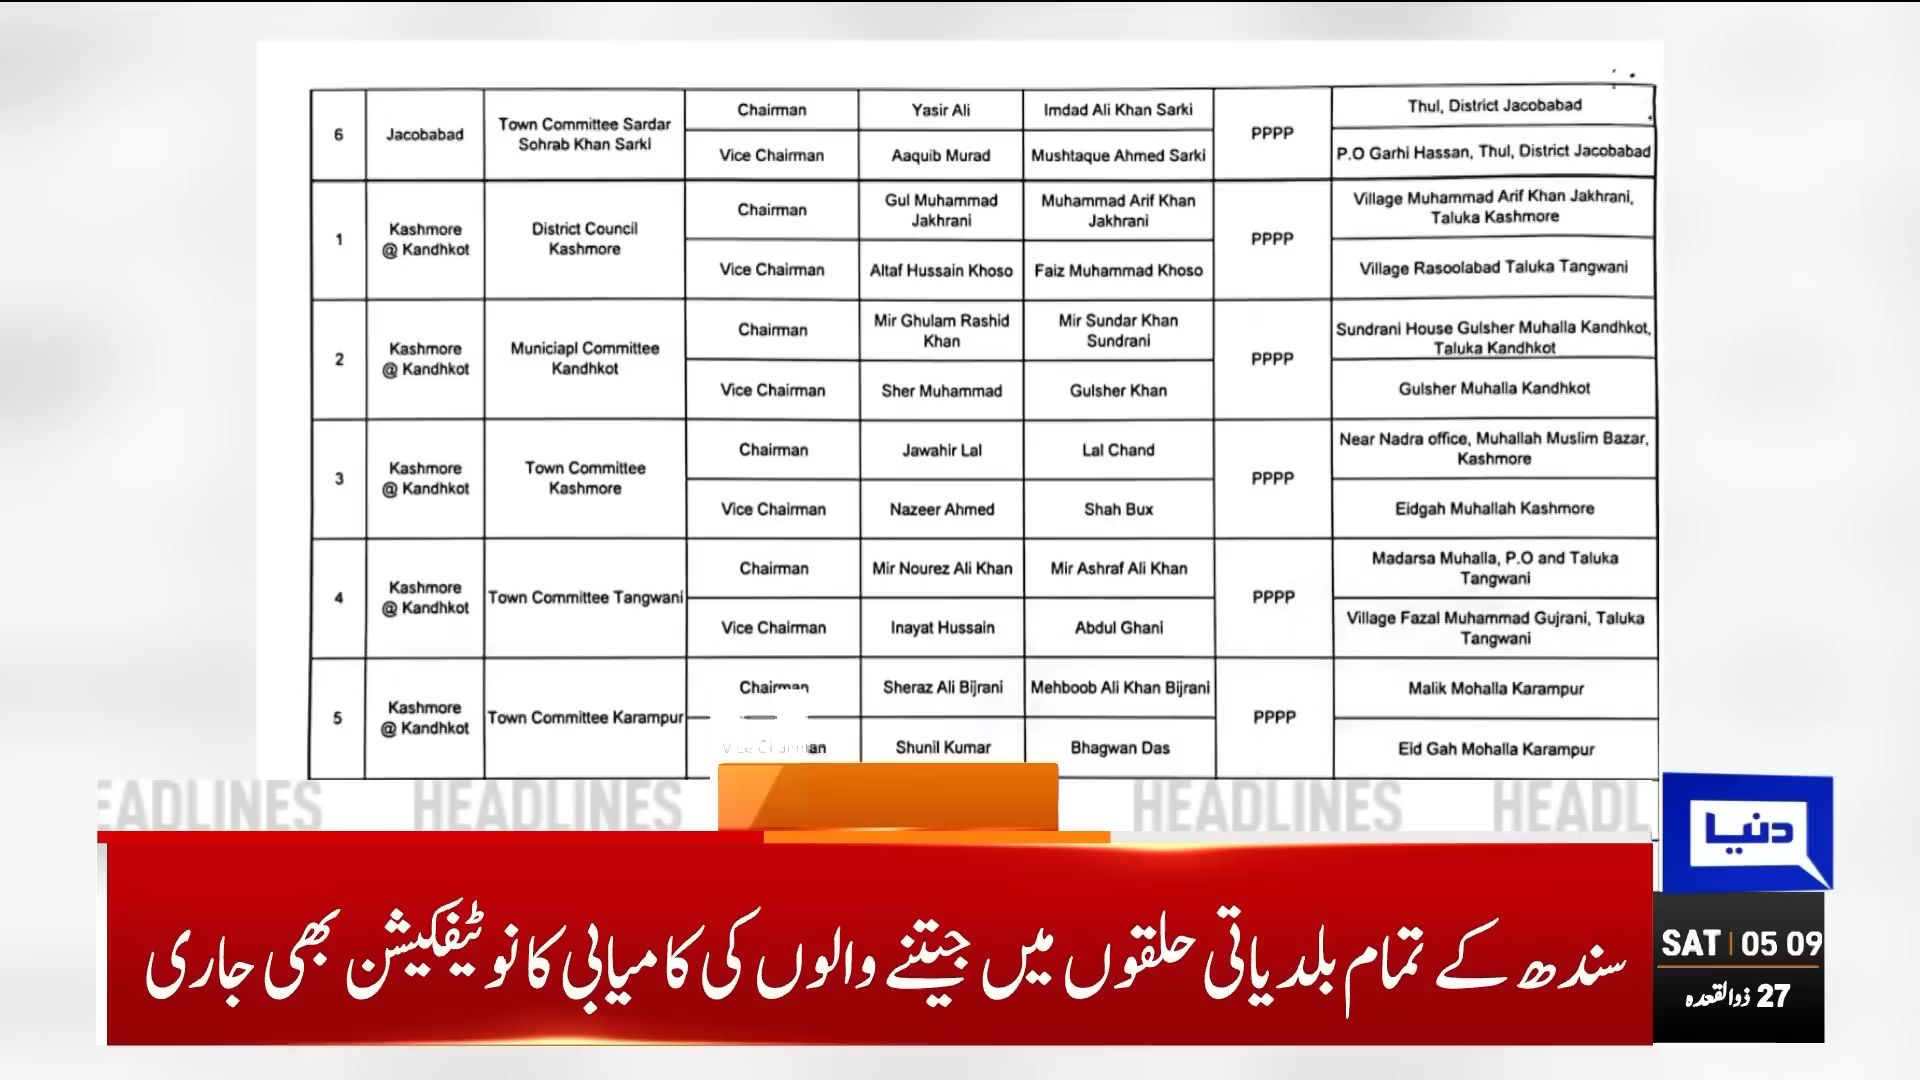 6
Jacobabad
Town Committee Sardar
Sohrab Khan Sarki
Chairman
Yasir Ali
Imdad Ali Khan Sarki
PPPP
Thul, District Jacobabad
Vice Chairman
Aaquib Murad
Mushtaque Ahmed Sarki
P.O Garhi Hassan, Thul, District Jacobabad
1
Kashmore
@ Kandhkot
District Council
Kashmore
Chairman
Gul Muhammad
Jakhrani
Muhammad Arif Khan
Jakhrani
PPPP
Village Muhammad Arif Khan Jakhrani,
Taluka Kashmore
Vice Chairman
Altaf Hussain Khoso
Faiz Muhammad Khoso
Village Rasoolabad Taluka Tangwani
2
Kashmore
@ Kandhkot
Municiapl Committee
Kandhkot
Chairman
Mir Ghulam Rashid
Khan
Mir Sundar Khan
Sundrani
PPPP
Sundrani House Gulsher Muhalla Kandhkot,
Taluka Kandhkot
Vice Chairman
Sher Muhammad
Gulsher Khan
Gulsher Muhalla Kandhkot
3
Kashmore
@ Kandhkot
Town Committee
Kashmore
Chairman
Jawahir Lal
Lal Chand
PPPP
Near Nadra office, Muhallah Muslim Bazar,
Kashmore
Vice Chairman
Nazeer Ahmed
Shah Bux
Eidgah Muhallah Kashmore
4
Kashmore
@ Kandhkot
Town Committee Tangwani
Chairman
Mir Nourez Ali Khan
Mir Ashraf Ali Khan
PPPP
Madarsa Muhalla, P.O and Taluka
Tangwani
Vice Chairman
Inayat Hussain
Abdul Ghani
Village Fazal Muhammad Gujrani, Taluka
Tangwani
5
Kashmore
@ Kandhkot
Town Committee Karampur
Chairman
Sheraz Ali Bijrani
Mehboob Ali Khan Bijrani
PPPP
Malik Mohalla Karampur
Vice Chairman
Shunil Kumar
Bhagwan Das
Eid Gah Mohalla Karampur
EADLINES HEADLINES HEADLINES HEADL
دنیا
سندھ کے تمام بلدیاتی حلقوں میں جیتنے والوں کی کامیابی کا نوٹیفکیشن بھی جاری
SAT 05 09
27 ذوالقعدہ